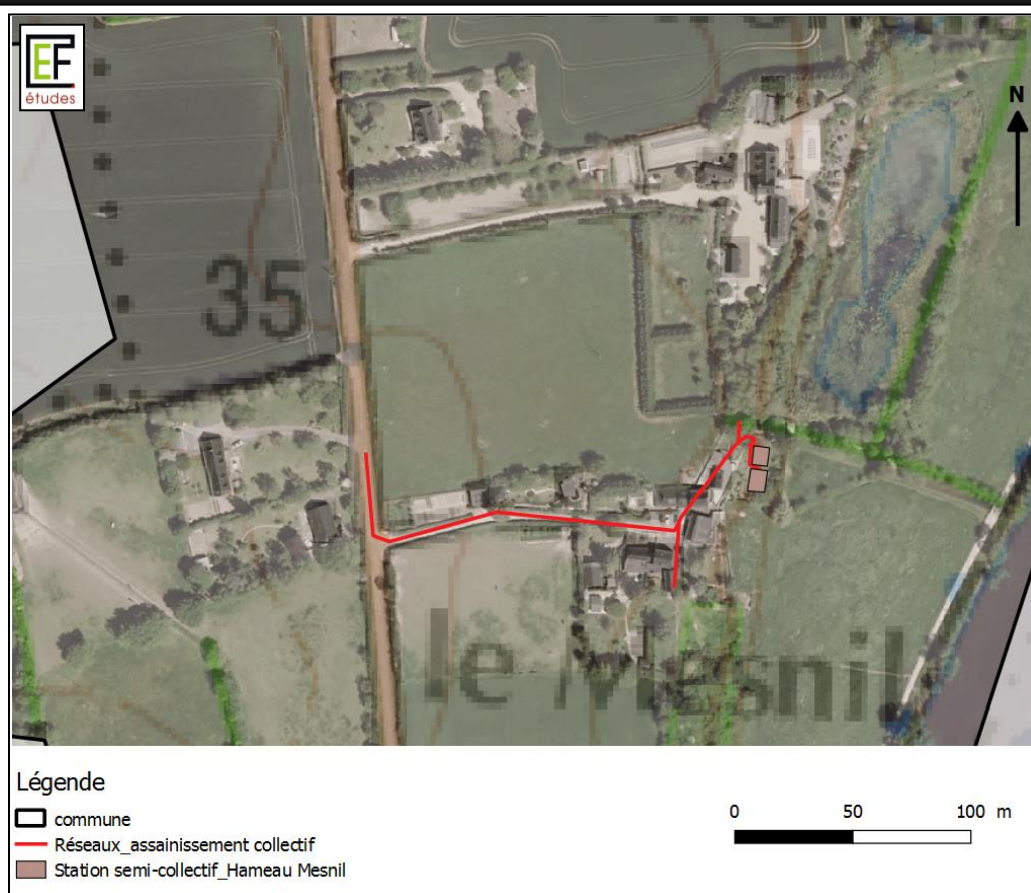 EF
études
N
35
le Mesnil
Légende
commune
Réseaux_assainissement collectif
Station semi-collectif_Hameau Mesnil
0 50 100 m